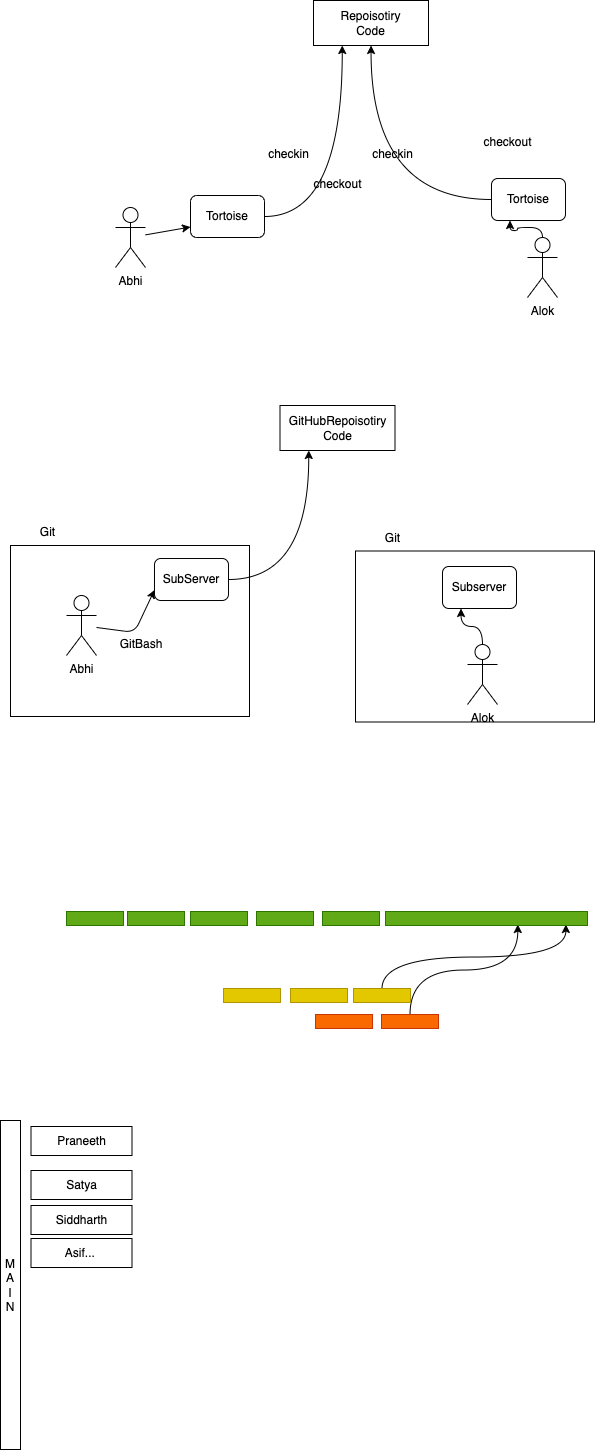 Repoisotiry
Code
checkout
checkin
checkin
checkout
Tortoise
Tortoise
Abhi
Alok
GitHubRepoisotiry
Code
Git
Git
SubServer
Subserver
GitBash
Abhi
Alok
Praneeth
Satya
Siddharth
Asif...
M
A
I
N